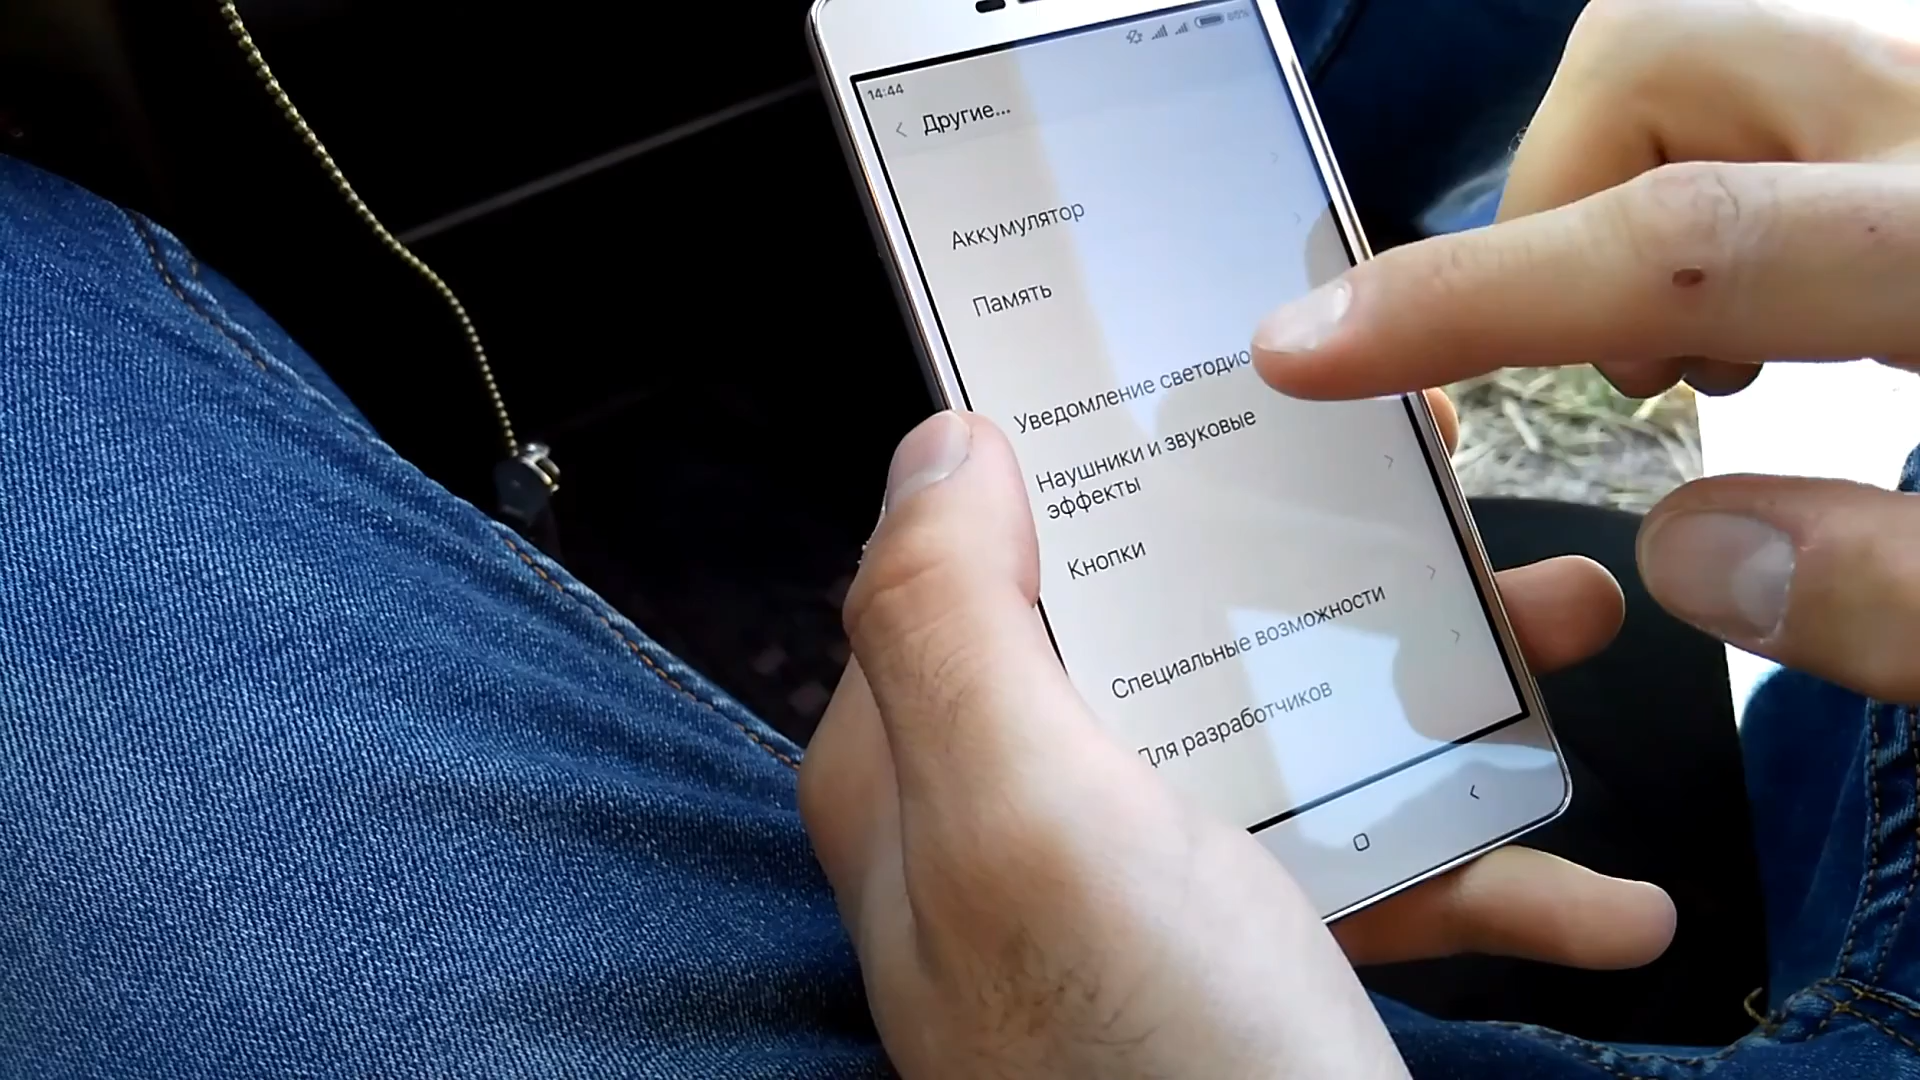 14:44
Другие...
Аккумулятор
Память
Уведомление светодио
Наушники и звуковые
эффекты
Кнопки
Специальные возможности
Для разработчиков